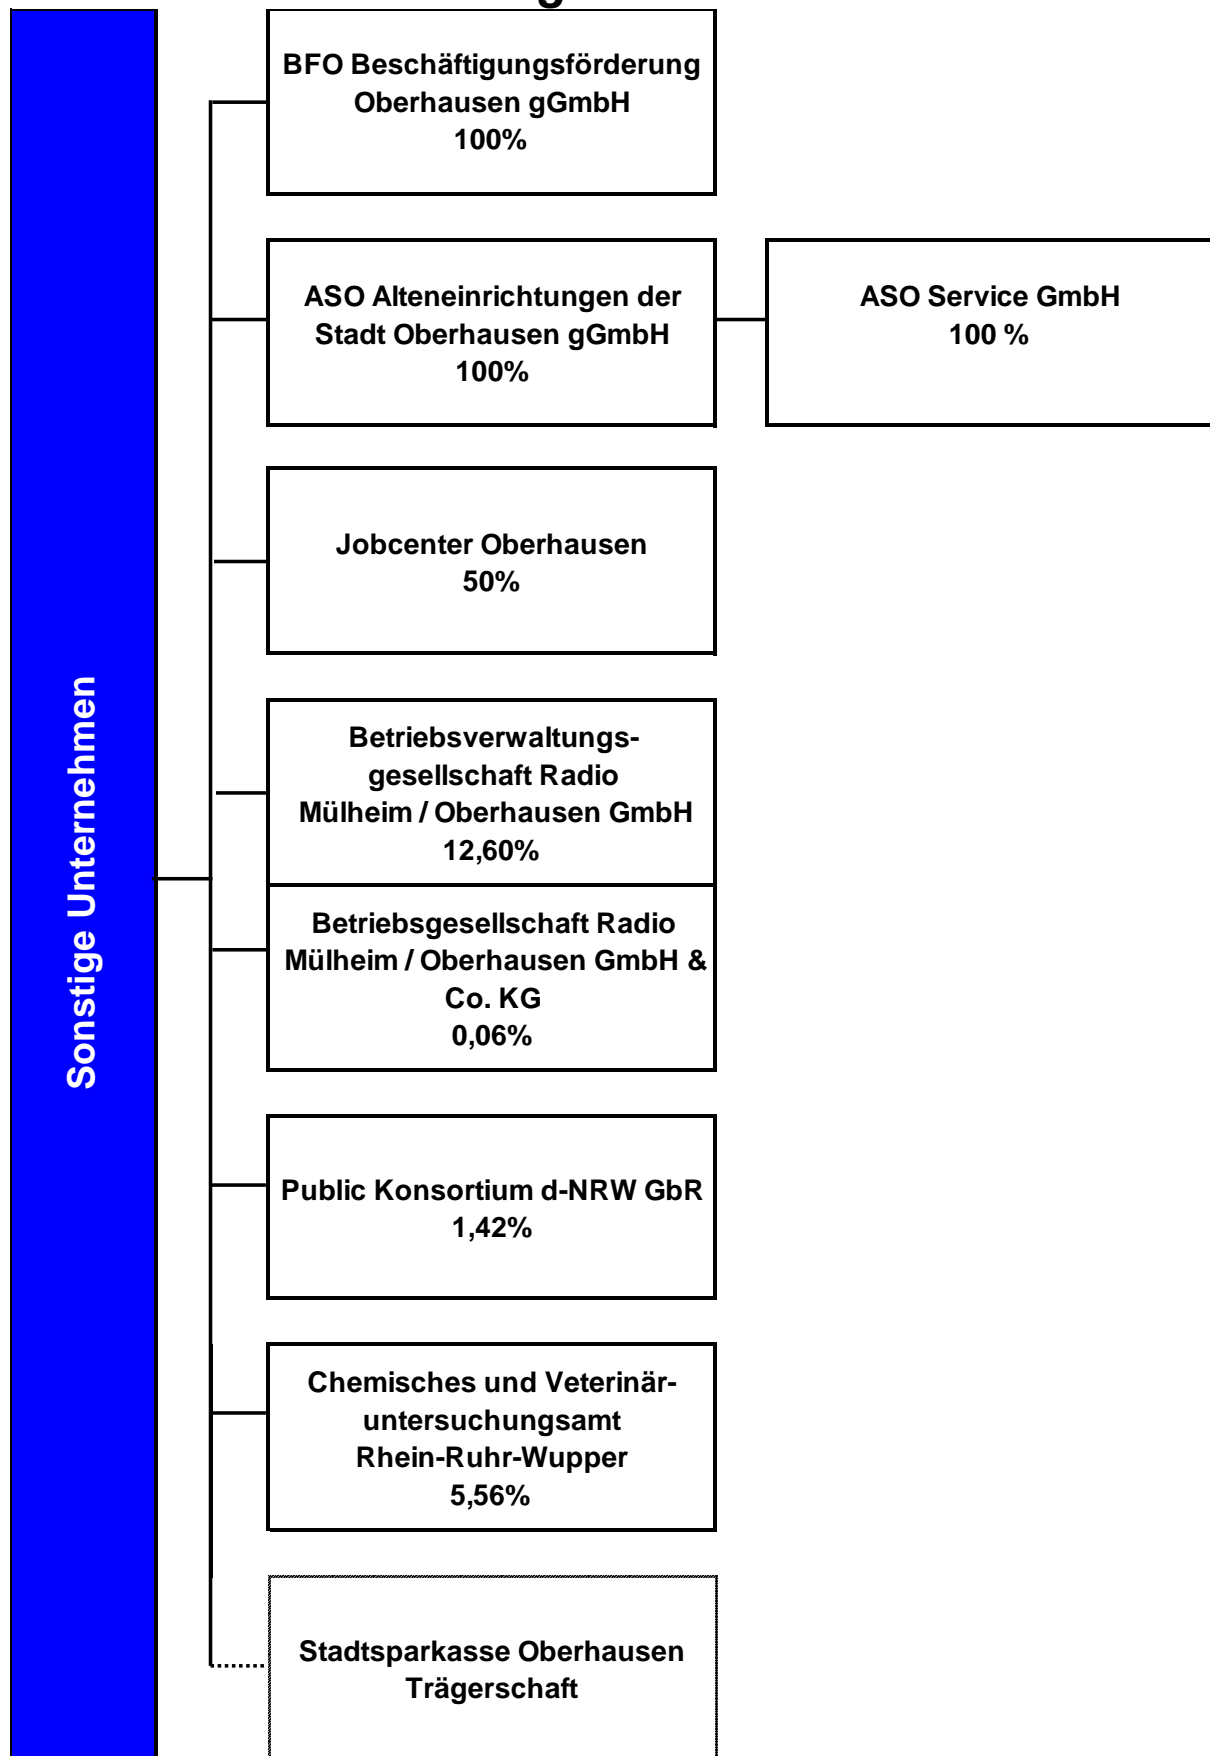 Sonstige Unternehmen
BFO Beschäftigungsförderung
Oberhausen gGmbH
100%
ASO Alteneinrichtungen der
Stadt Oberhausen gGmbH
100%
ASO Service GmbH
100 %
Jobcenter Oberhausen
50%
Betriebsverwaltungs-
gesellschaft Radio
Mülheim / Oberhausen GmbH
12,60%
Betriebsgesellschaft Radio
Mülheim / Oberhausen GmbH &
Co. KG
0,06%
Public Konsortium d-NRW GbR
1,42%
Chemisches und Veterinär-
untersuchungsamt
Rhein-Ruhr-Wupper
5,56%
Stadtsparkasse Oberhausen
Trägerschaft